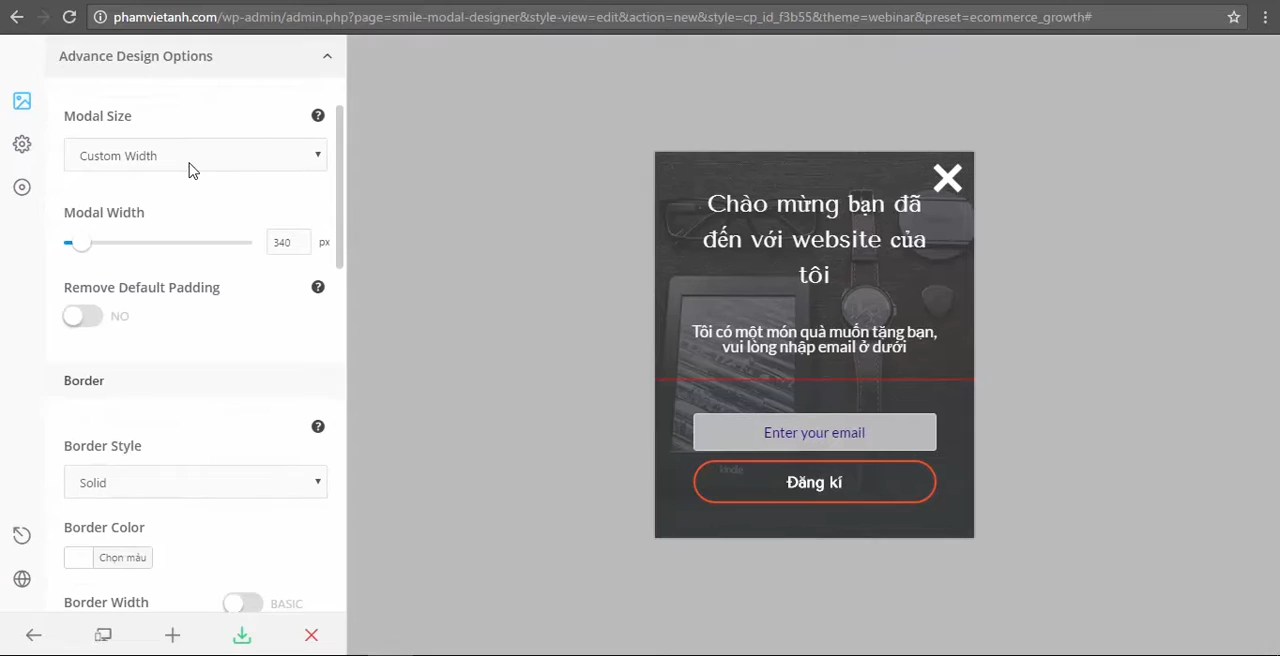 phamvietanh.com/wp-admin/admin.php?page=smile-modal-designer&style-view=edit&action=new&style=cp_id_f3b55&theme=webinar&preset=ecommerce_growth#
Advance Design Options
Modal Size
Custom Width
Modal Width
340 px
Remove Default Padding
NO
Border
Border Style
Solid
Border Color
Chọn màu
Border Width
BASIC
Chào mừng bạn đã
đến với website của
tôi
Tôi có một món quà muốn tặng bạn,
vui lòng nhập email ở dưới
Enter your email
kindle
Đăng kí